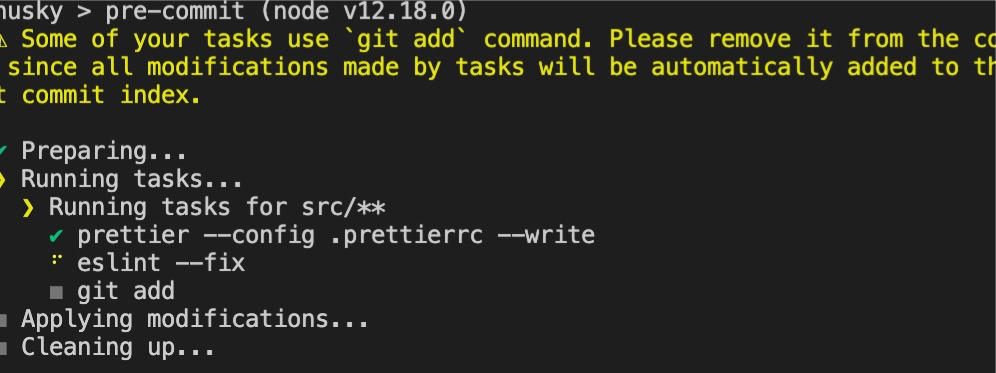 husky > pre-commit (node v12.18.0)
⚠ Some of your tasks use `git add` command. Please remove it from the co
since all modifications made by tasks will be automatically added to th
t commit index.
✔ Preparing...
❯ Running tasks...
❯ Running tasks for src/**
✔ prettier --config .prettierrc --write
⠋ eslint --fix
■ git add
■ Applying modifications...
■ Cleaning up...